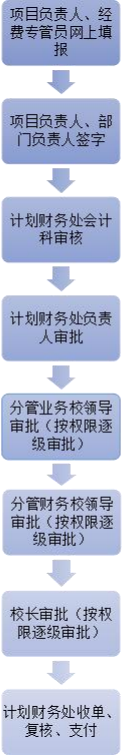 项目负责人、经
费专管员网上填
报
项目负责人、部
门负责人签字
计划财务处会计
科审核
计划财务处负责
人审批
分管业务校领导
审批（按权限逐
级审批）
分管财务校领导
审批（按权限逐
级审批）
校长审批（按权
限逐级审批）
计划财务处收单、
复核、支付